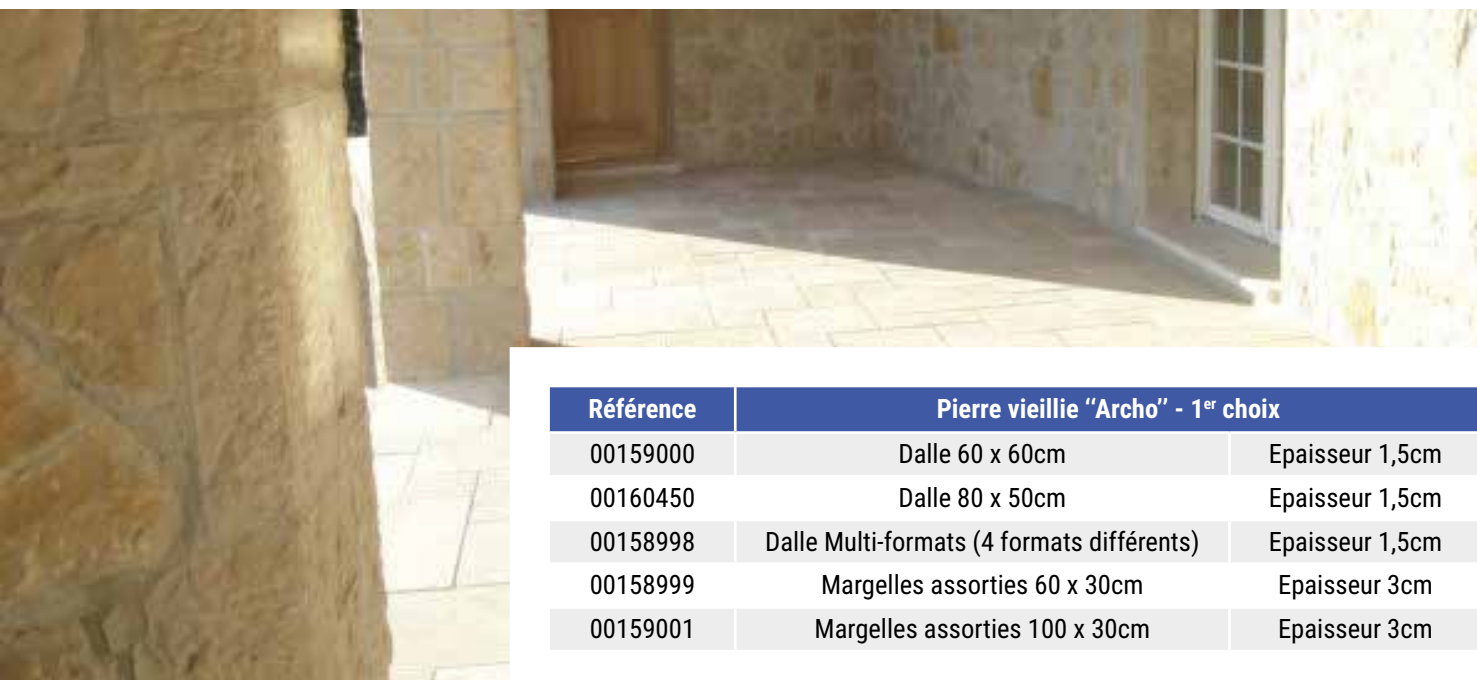 Référence Pierre vieillie ‘‘Archo’’ - 1er choix
00159000 Dalle 60 x 60cm Epaisseur 1,5cm
00160450 Dalle 80 x 50cm Epaisseur 1,5cm
00158998 Dalle Multi-formats (4 formats différents) Epaisseur 1,5cm
00158999 Margelles assorties 60 x 30cm Epaisseur 3cm
00159001 Margelles assorties 100 x 30cm Epaisseur 3cm